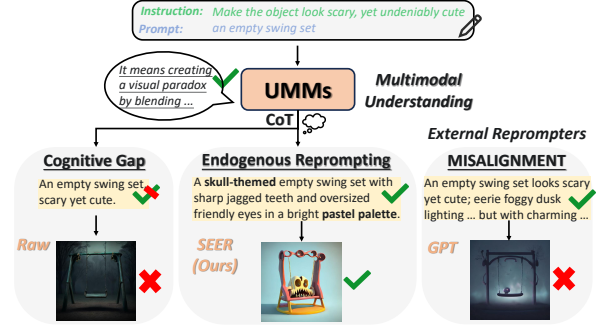 Instruction: Make the object look scary, yet undeniably cute
Prompt: an empty swing set
It means creating
a visual paradox
by blending ...
UMMs
Multimodal
Understanding
CoT
External Reprompters
Cognitive Gap
An empty swing set,
scary yet cute.
Raw
Endogenous Reprompting
A skull-themed empty swing set with
sharp jagged teeth and oversized
friendly eyes in a bright pastel palette.
SEER
(Ours)
MISALIGNMENT
An empty swing set looks scary
yet cute; eerie foggy dusk
lighting ... but with charming ...
GPT